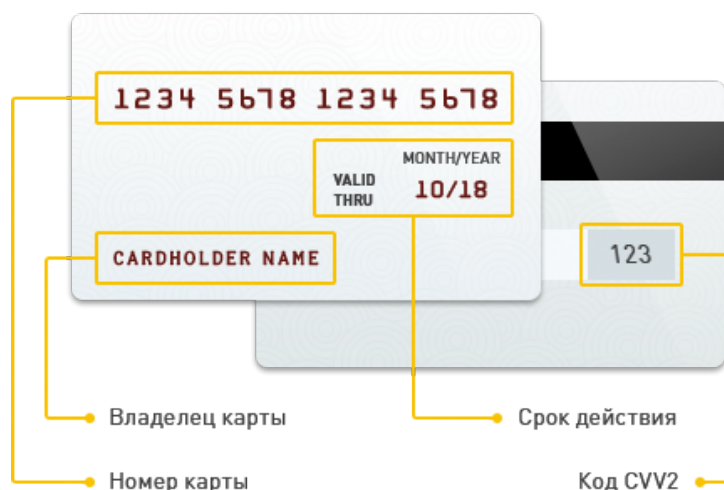 1234 5678 1234 5678
MONTH/YEAR
VALID
THRU
10/18
CARDHOLDER NAME
123
Владелец карты
Срок действия
Номер карты
Код CVV2